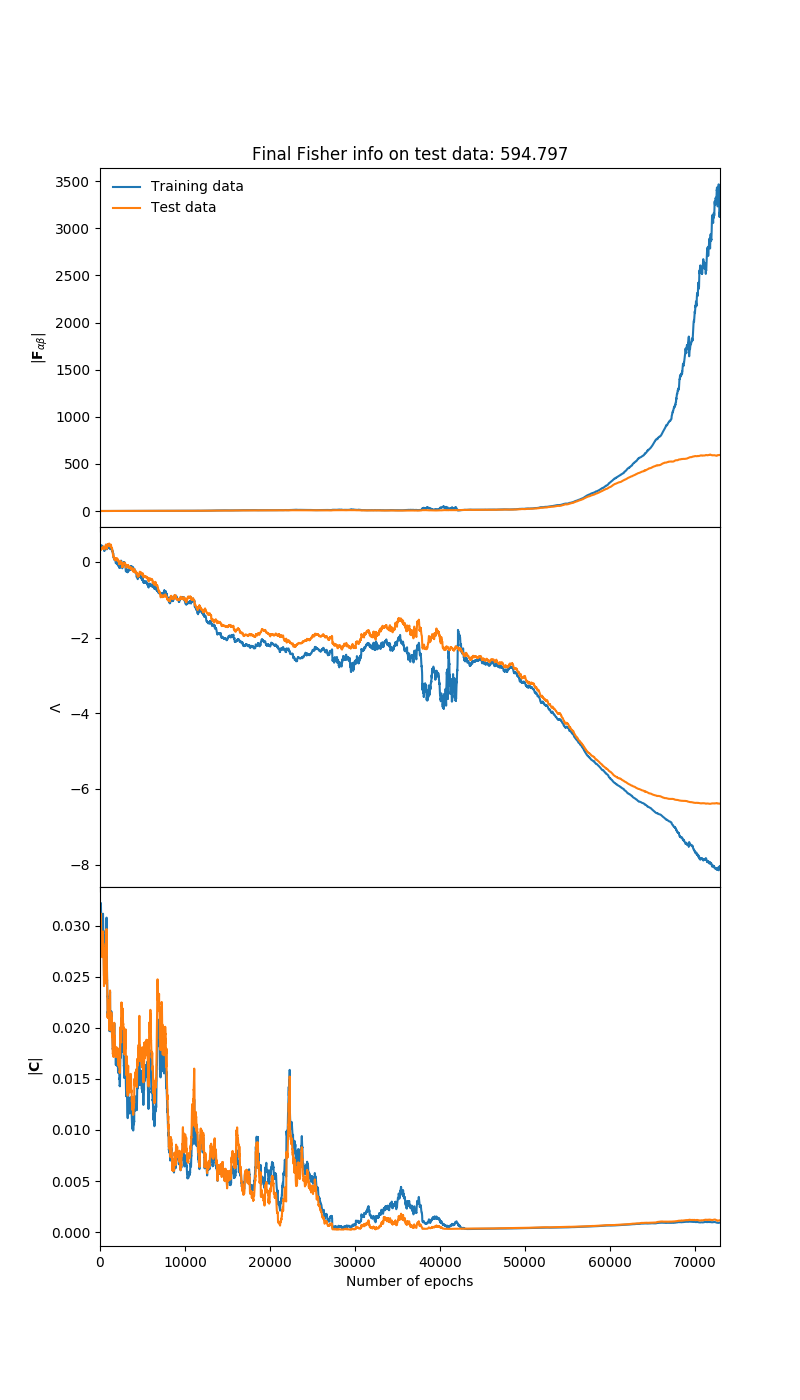 Final Fisher info on test data: 594.797
Training data
Test data
3500
3000
2500
2000
1500
1000
500
0
|F_{αβ}|
0
−2
−4
−6
−8
Λ
0.030
0.025
0.020
0.015
0.010
0.005
0.000
|C|
0 10000 20000 30000 40000 50000 60000 70000
Number of epochs